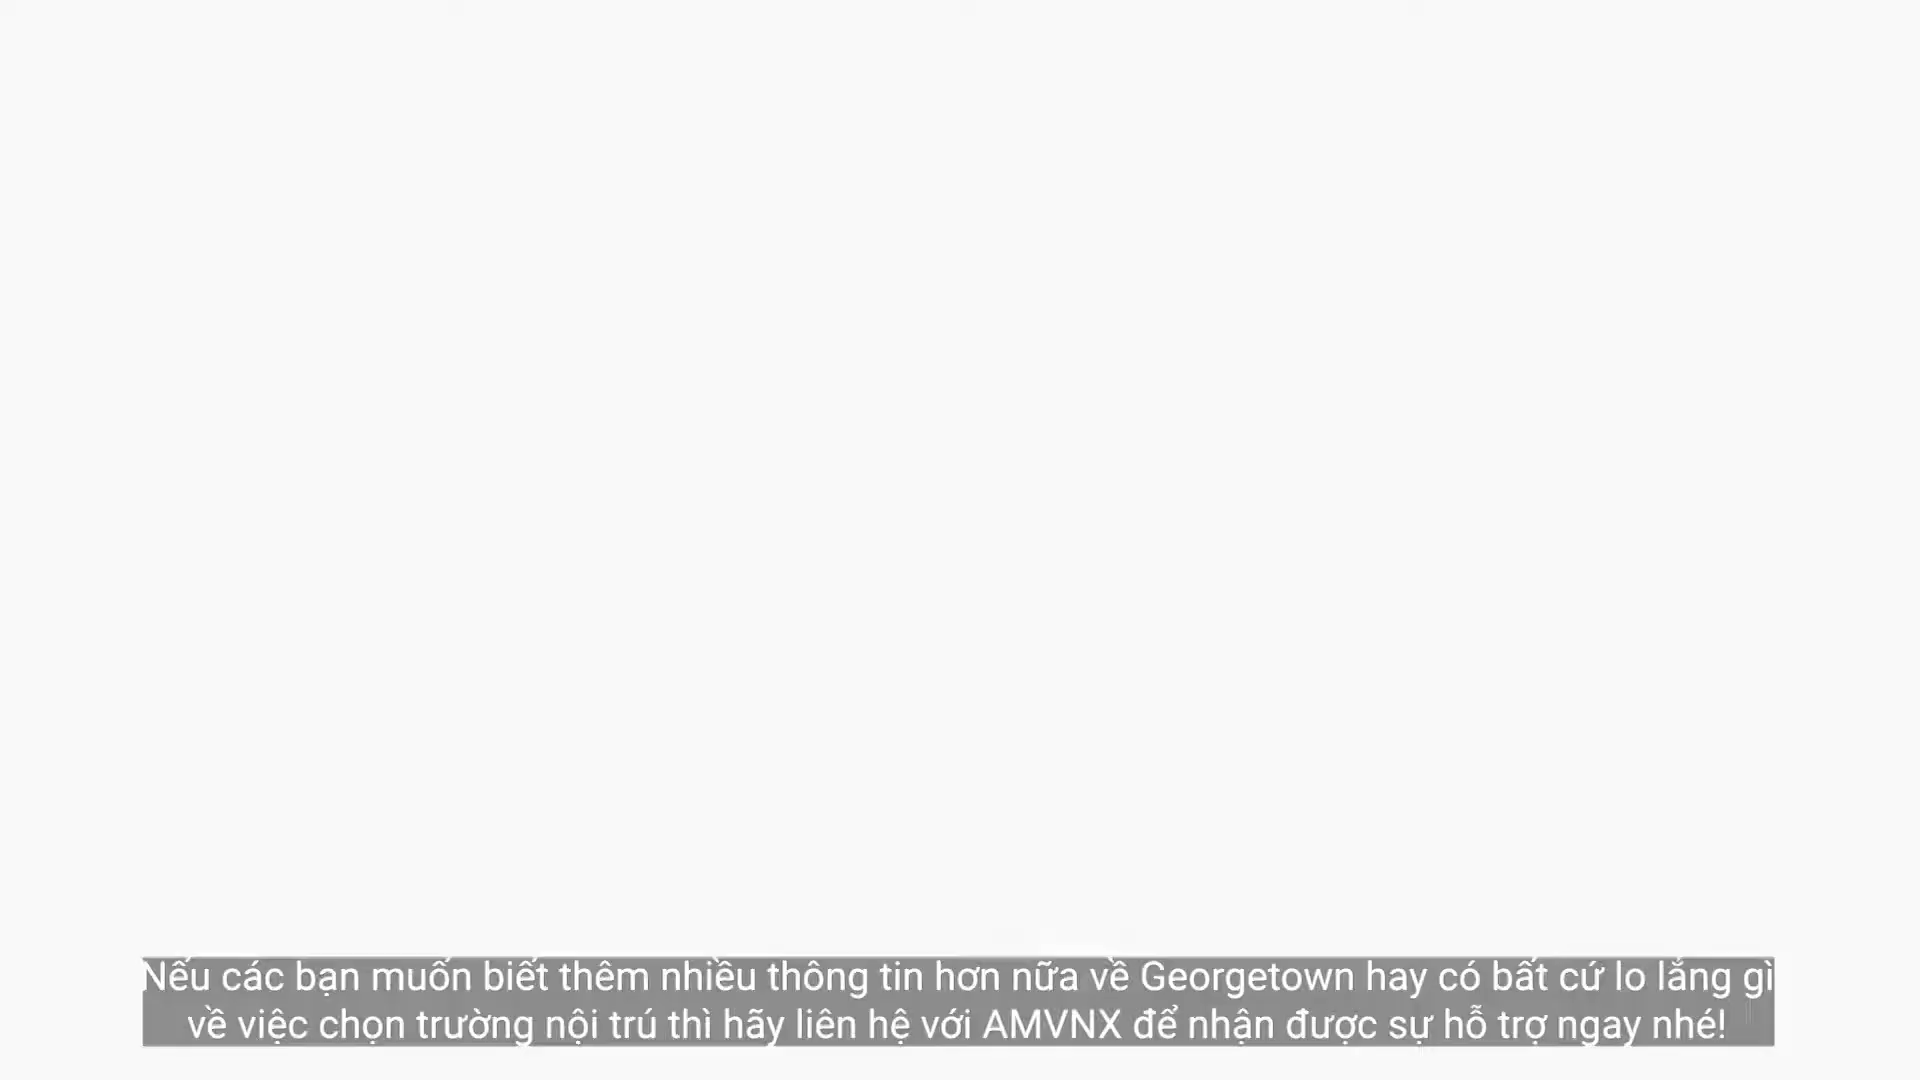 Nếu các bạn muốn biết thêm nhiều thông tin hơn nữa về Georgetown hay có bất cứ lo lắng gì
về việc chọn trường nội trú thì hãy liên hệ với AMVNX để nhận được sự hỗ trợ ngay nhé!